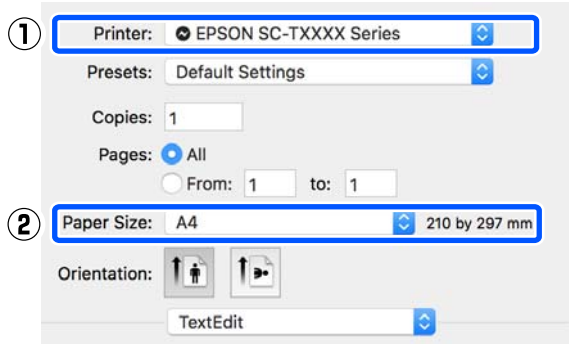 ① Printer: EPSON SC-TXXXX Series
Presets: Default Settings
Copies: 1
Pages: All
From: 1 to: 1
② Paper Size: A4 210 by 297 mm
Orientation:
TextEdit